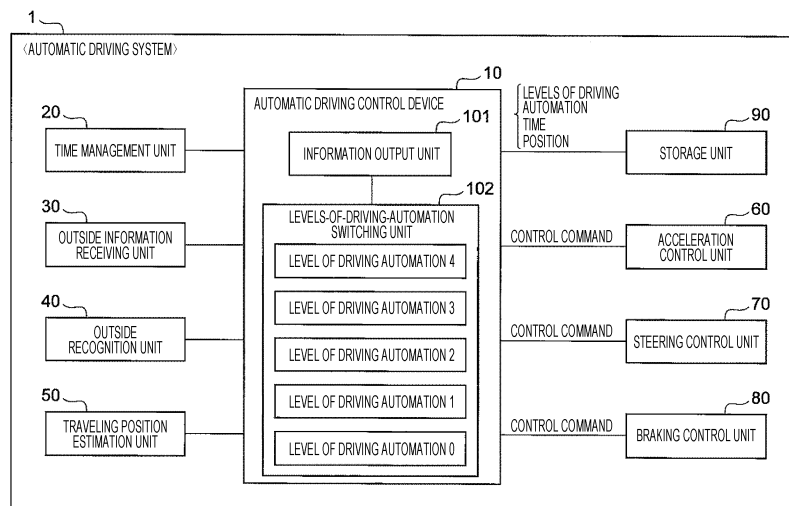 1
〈AUTOMATIC DRIVING SYSTEM〉
10
AUTOMATIC DRIVING CONTROL DEVICE
LEVELS OF DRIVING
AUTOMATION
TIME
POSITION
20
TIME MANAGEMENT UNIT
101
INFORMATION OUTPUT UNIT
90
STORAGE UNIT
102
LEVELS-OF-DRIVING-AUTOMATION
SWITCHING UNIT
30
OUTSIDE INFORMATION
RECEIVING UNIT
LEVEL OF DRIVING AUTOMATION 4
CONTROL COMMAND
60
ACCELERATION
CONTROL UNIT
LEVEL OF DRIVING AUTOMATION 3
40
OUTSIDE
RECOGNITION UNIT
LEVEL OF DRIVING AUTOMATION 2
CONTROL COMMAND
70
STEERING CONTROL UNIT
LEVEL OF DRIVING AUTOMATION 1
50
TRAVELING POSITION
ESTIMATION UNIT
LEVEL OF DRIVING AUTOMATION 0
CONTROL COMMAND
80
BRAKING CONTROL UNIT